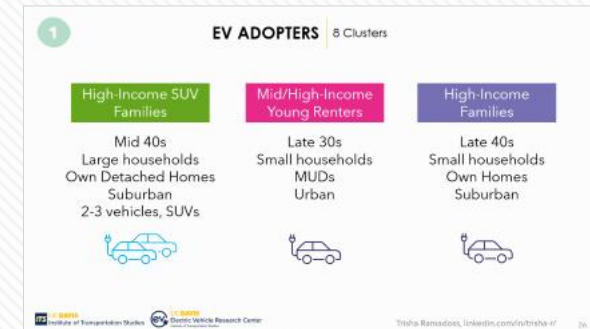 1
EV ADOPTERS | 8 Clusters
High-Income SUV
Families
Mid 40s
Large households
Own Detached Homes
Suburban
2-3 vehicles, SUVs
Mid/High-Income
Young Renters
Late 30s
Small households
MUDs
Urban
High-Income
Families
Late 40s
Small households
Own Homes
Suburban
ITS UC DAVIS
Institute of Transportation Studies
EV UC DAVIS
Electric Vehicle Research Center
Trisha Ramadoss, linkedin.com/in/trisha-r/
26